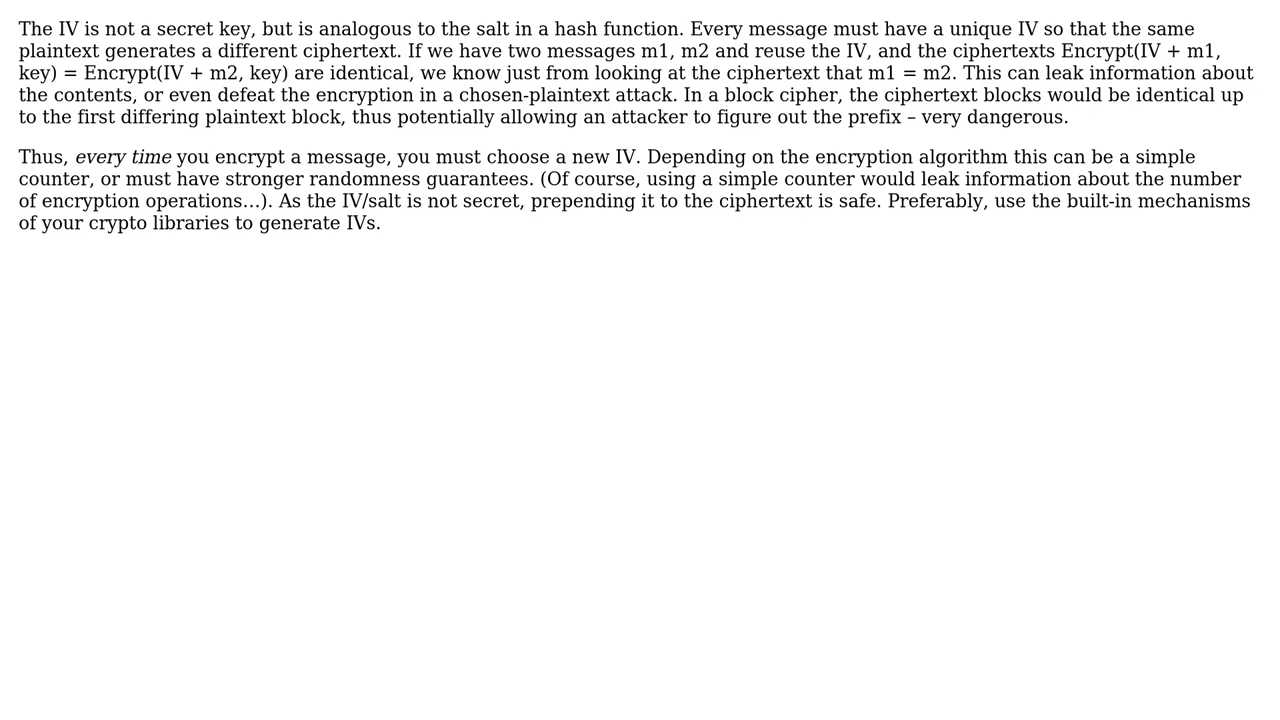 The IV is not a secret key, but is analogous to the salt in a hash function. Every message must have a unique IV so that the same
plaintext generates a different ciphertext. If we have two messages m1, m2 and reuse the IV, and the ciphertexts Encrypt(IV + m1,
key) = Encrypt(IV + m2, key) are identical, we know just from looking at the ciphertext that m1 = m2. This can leak information about
the contents, or even defeat the encryption in a chosen-plaintext attack. In a block cipher, the ciphertext blocks would be identical up
to the first differing plaintext block, thus potentially allowing an attacker to figure out the prefix – very dangerous.
Thus, every time you encrypt a message, you must choose a new IV. Depending on the encryption algorithm this can be a simple
counter, or must have stronger randomness guarantees. (Of course, using a simple counter would leak information about the number
of encryption operations…). As the IV/salt is not secret, prepending it to the ciphertext is safe. Preferably, use the built-in mechanisms
of your crypto libraries to generate IVs.